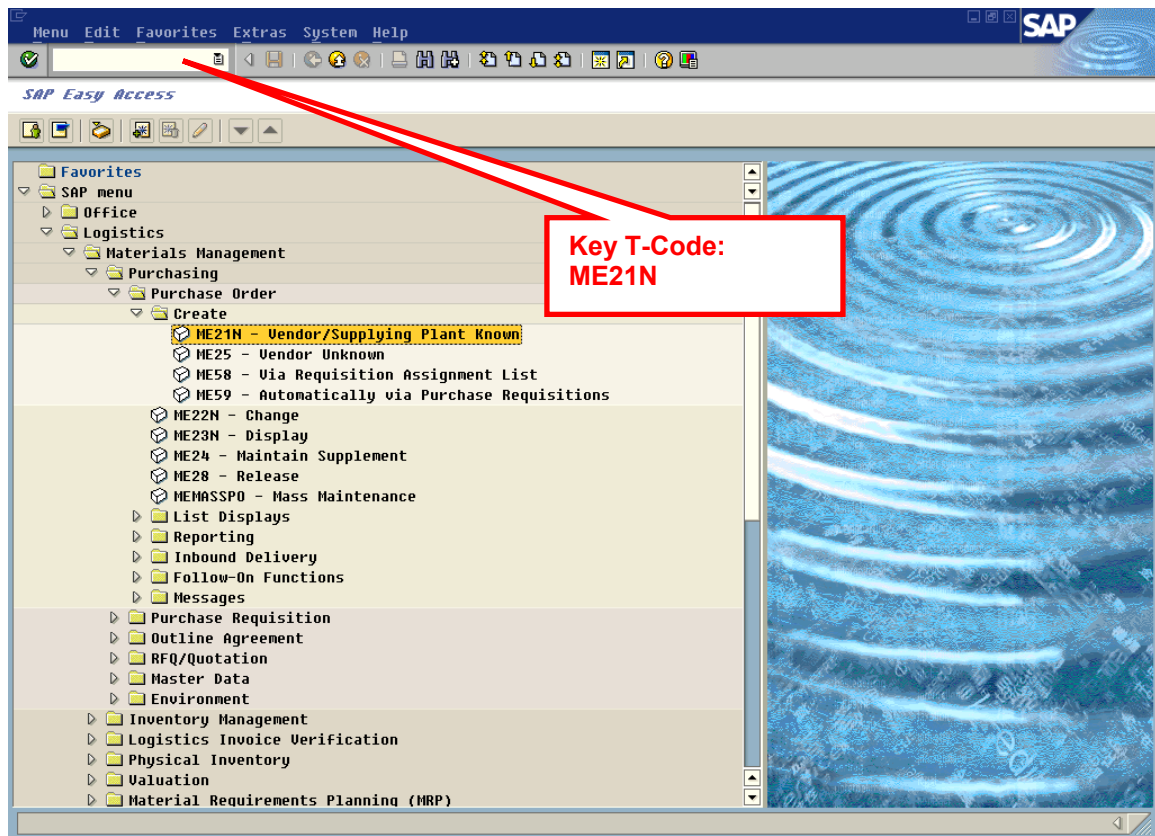 Menu Edit Favorites Extras System Help
SAP
SAP Easy Access
Favorites
SAP menu
Office
Logistics
Materials Management
Purchasing
Purchase Order
Create
ME21N - Vendor/Supplying Plant Known
ME25 - Vendor Unknown
ME58 - Via Requisition Assignment List
ME59 - Automatically via Purchase Requisitions
ME22N - Change
ME23N - Display
ME24 - Maintain Supplement
ME28 - Release
MEMASSPO - Mass Maintenance
List Displays
Reporting
Inbound Delivery
Follow-On Functions
Messages
Purchase Requisition
Outline Agreement
RFQ/Quotation
Master Data
Environment
Inventory Management
Logistics Invoice Verification
Physical Inventory
Valuation
Material Requirements Planning (MRP)
Key T-Code:
ME21N